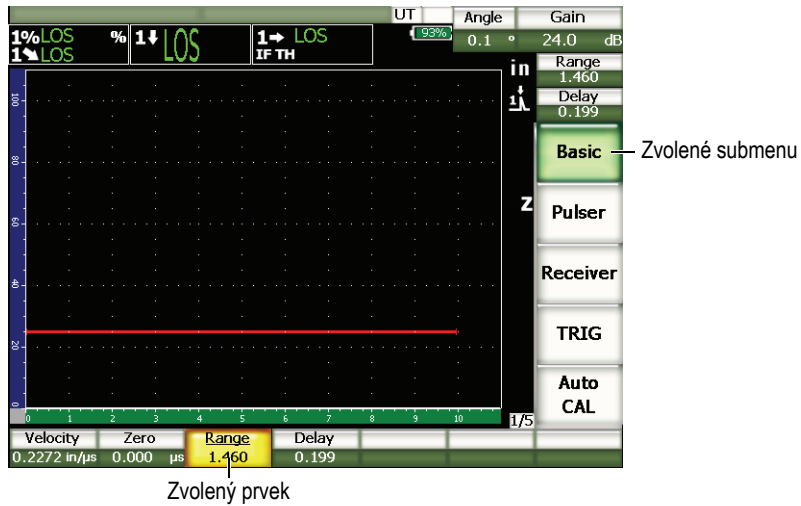 UT Angle Gain
1% LOS % 1 LOS 1 LOS 93% 0.1 ° 24.0 dB
1 LOS IF TH
in Range
1.460
1 Delay
0.199
100
Basic Zvolené submenu
80
Z Pulser
60
Receiver
40
TRIG
20
Auto
CAL
0
0 1 2 3 4 5 6 7 8 9 10 1/5
Velocity Zero Range Delay
0.2272 in/µs 0.000 µs 1.460 0.199
Zvolený prvek